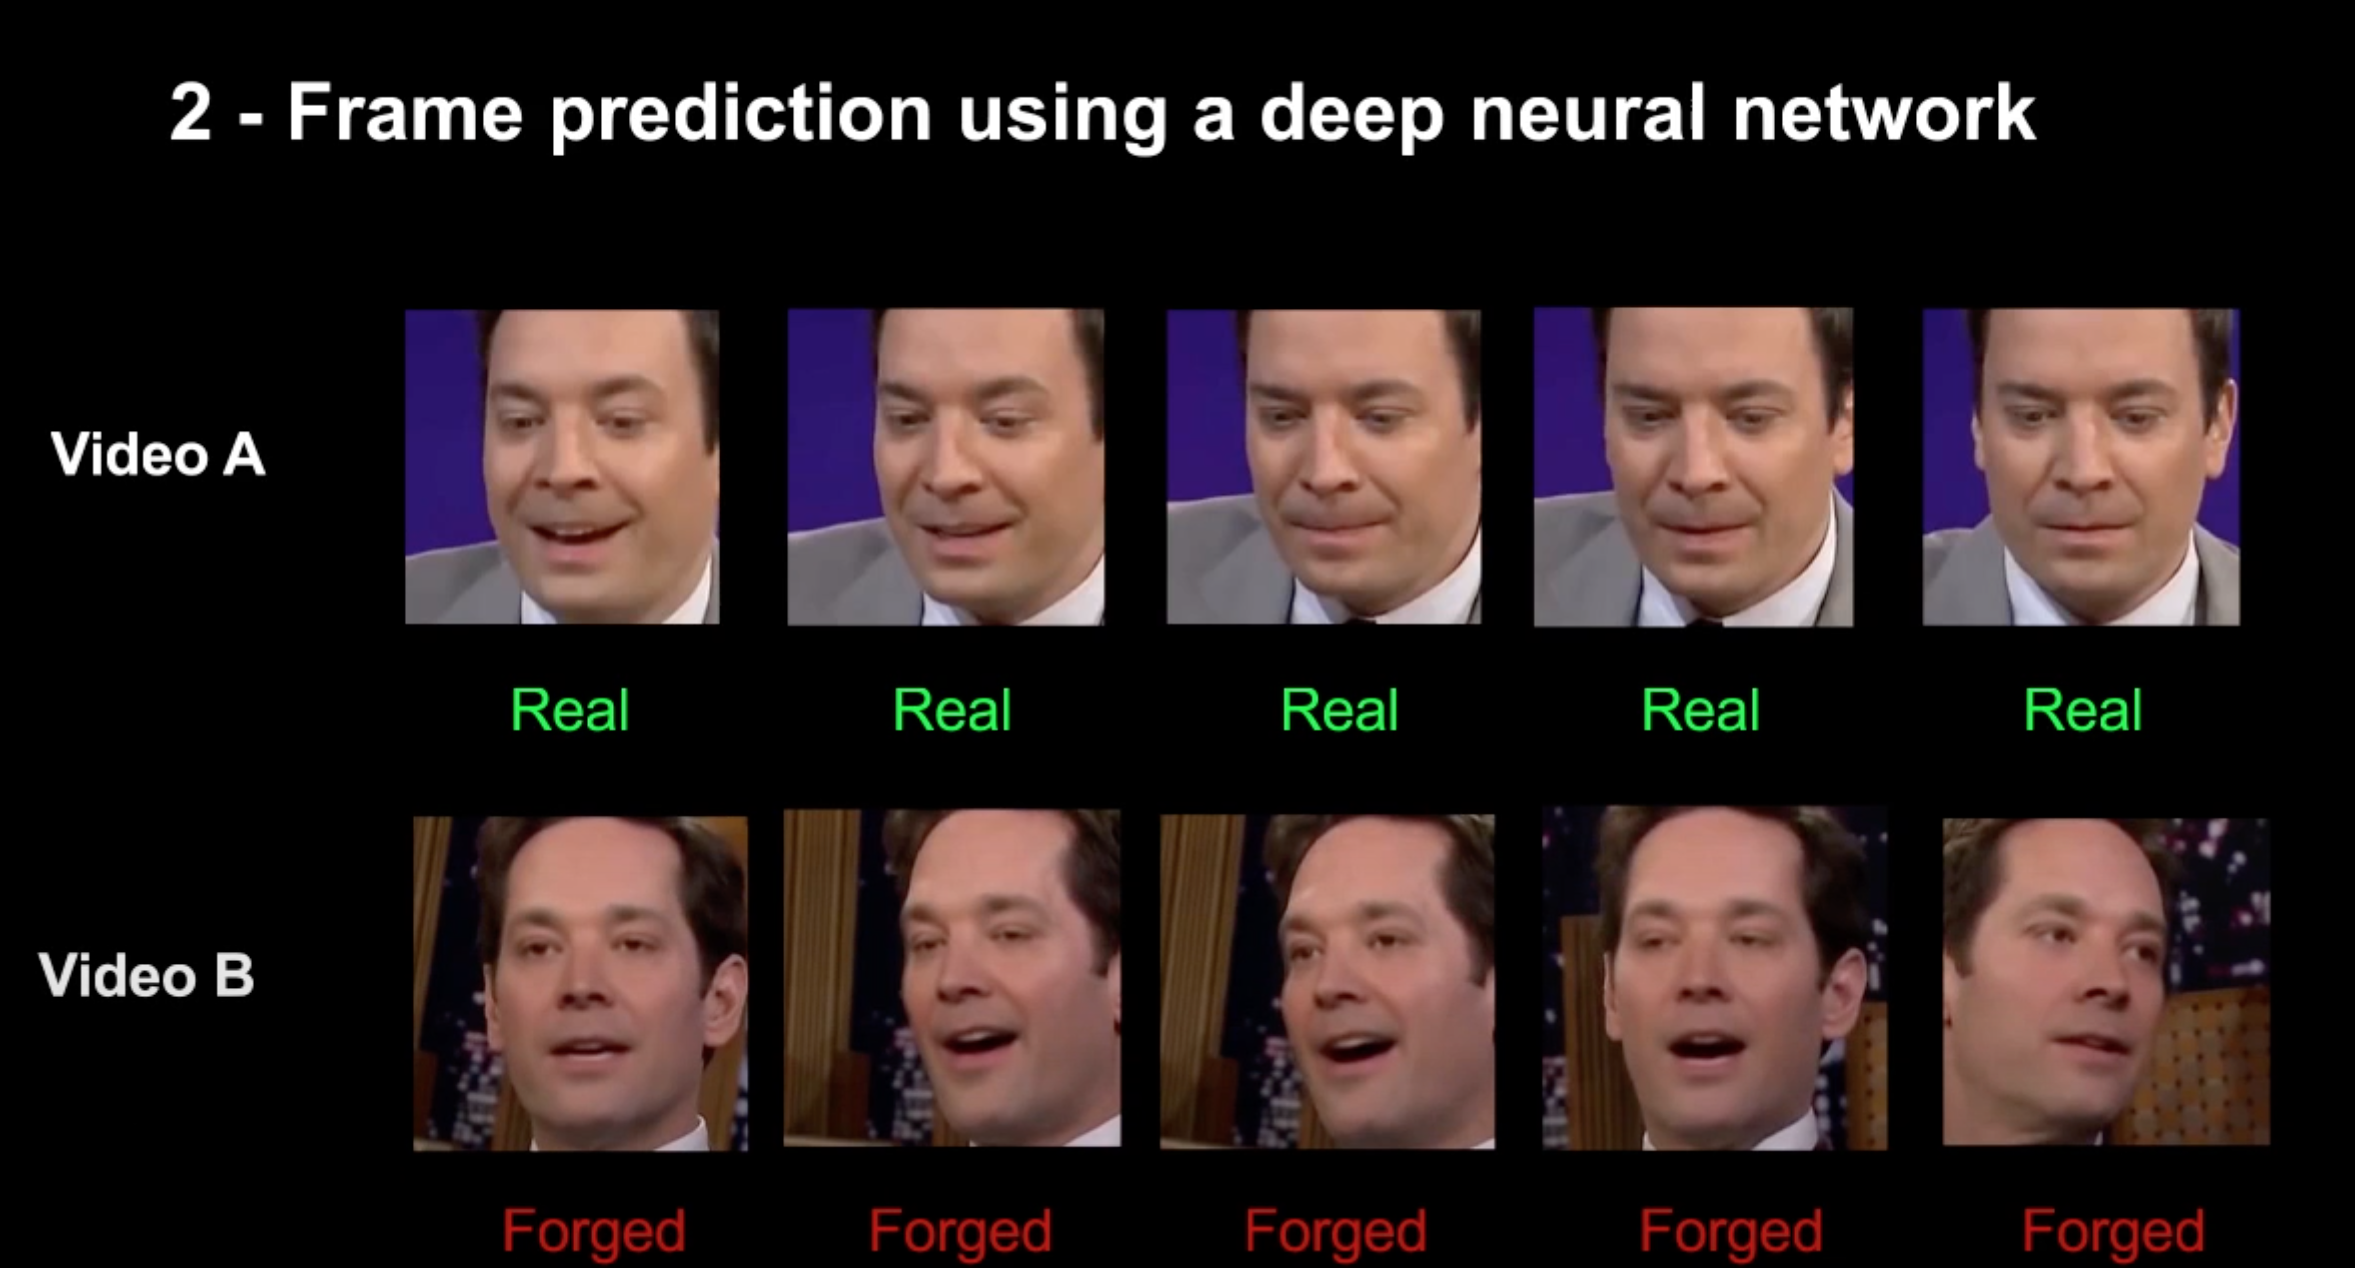 2 - Frame prediction using a deep neural network
Video A
Real Real Real Real Real
Video B
Forged Forged Forged Forged Forged